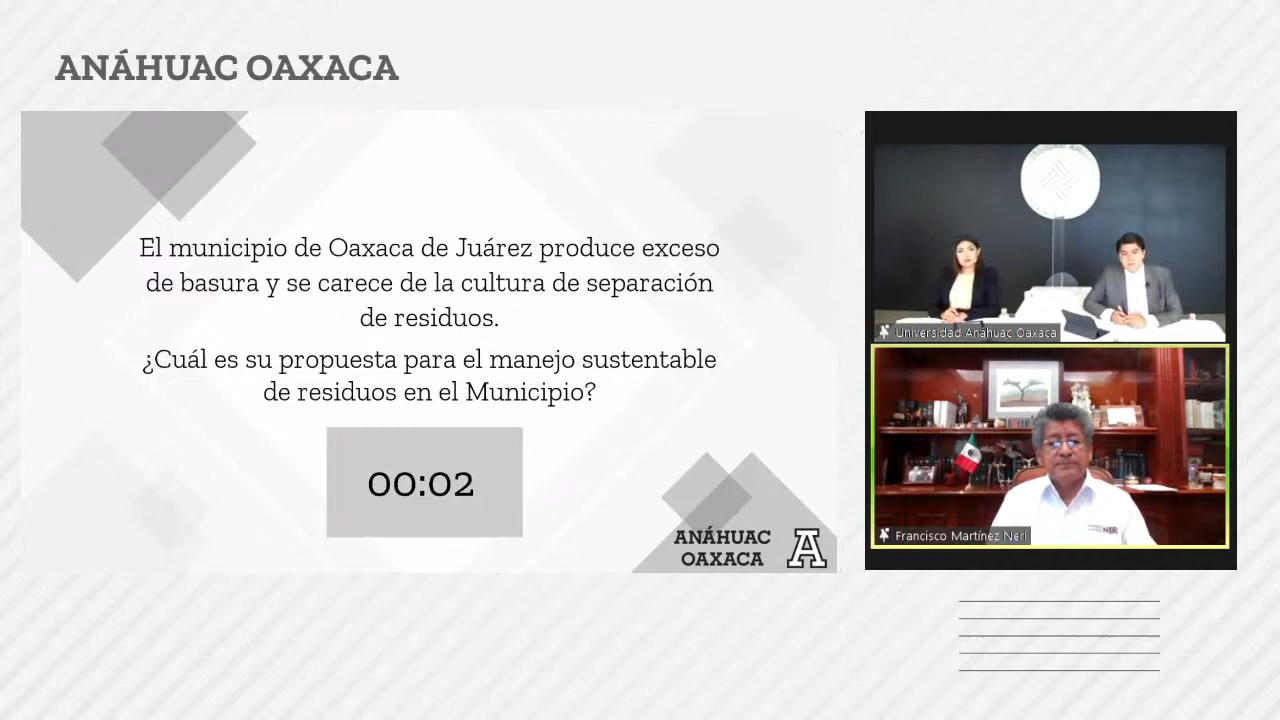 ANÁHUAC OAXACA
El municipio de Oaxaca de Juárez produce exceso
de basura y se carece de la cultura de separación
de residuos.
¿Cuál es su propuesta para el manejo sustentable
de residuos en el Municipio?
00:02
ANÁHUAC
OAXACA
A
Universidad Anáhuac Oaxaca
NERI
Francisco Martínez Neri